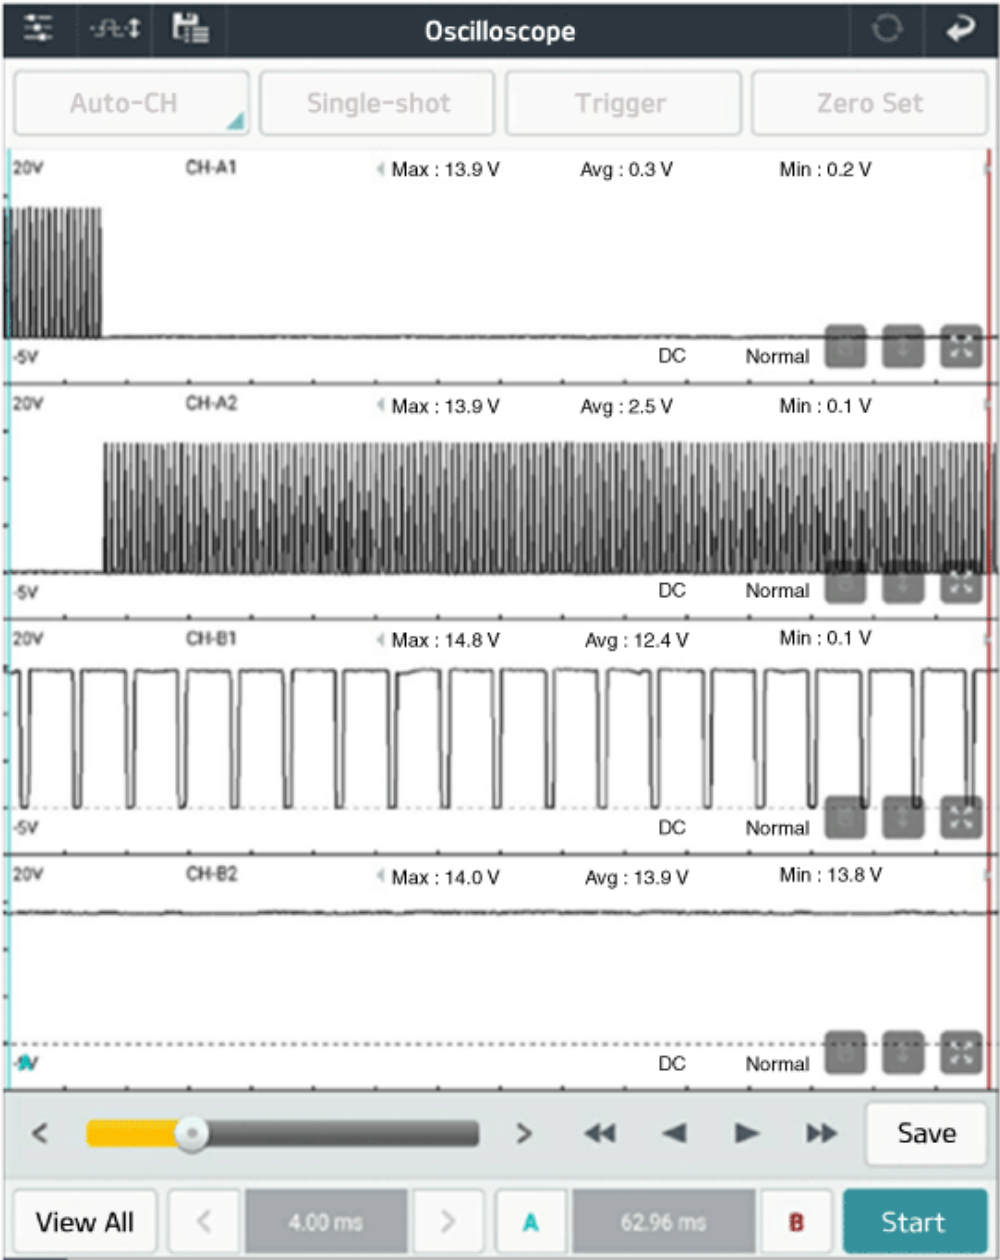 Oscilloscope
Auto-CH Single-shot Trigger Zero Set
20V CH-A1 Max : 13.9 V Avg : 0.3 V Min : 0.2 V
-5V DC Normal
20V CH-A2 Max : 13.9 V Avg : 2.5 V Min : 0.1 V
-5V DC Normal
20V CH-B1 Max : 14.8 V Avg : 12.4 V Min : 0.1 V
-5V DC Normal
20V CH-B2 Max : 14.0 V Avg : 13.9 V Min : 13.8 V
DC Normal
Save
View All 4.00 ms A 62.96 ms B Start